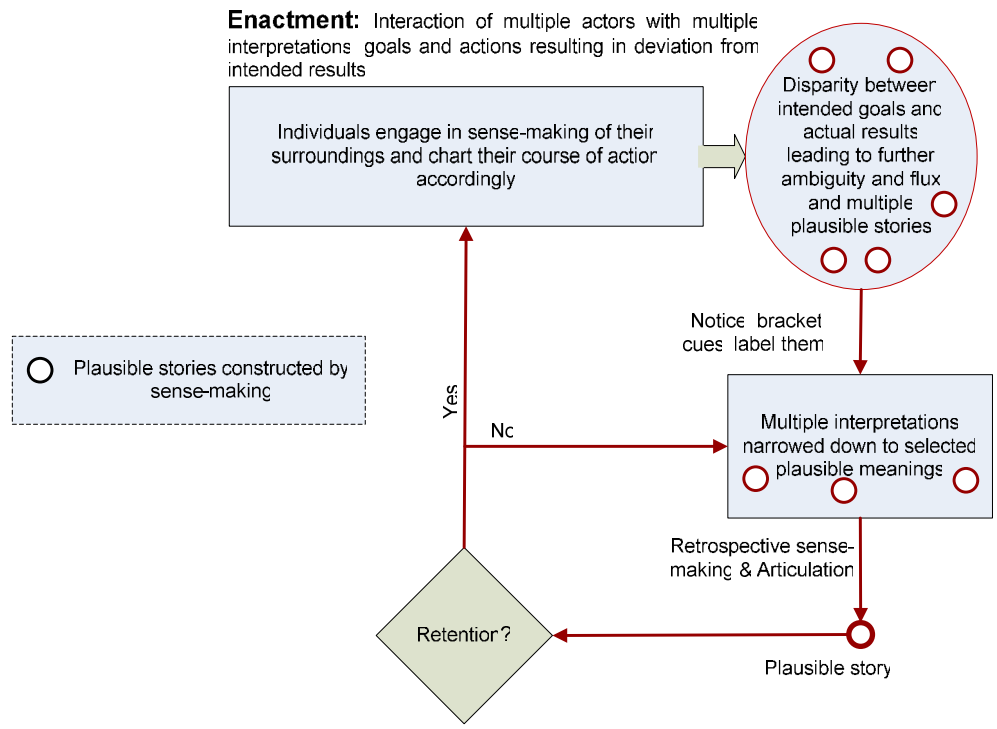 Enactment: Interaction of multiple actors with multiple
interpretations goals and actions resulting in deviation from
intended results
Individuals engage in sense-making of their
surroundings and chart their course of action
accordingly
Disparity between
intended goals and
actual results
leading to further
ambiguity and flux
and multiple
plausible stories
Notice bracket
cues label them
Plausible stories constructed by
sense-making
Yes
No
Multiple interpretations
narrowed down to selected
plausible meanings
Retrospective sense-
making & Articulation
Retention?
Plausible story